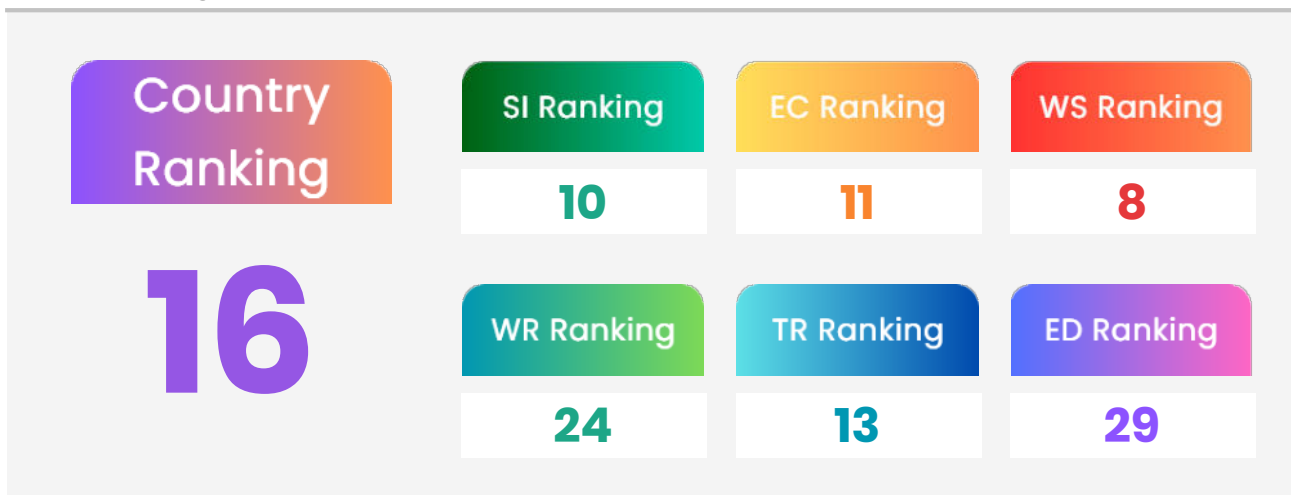 Country
Ranking
16
SI Ranking
EC Ranking
WS Ranking
10
11
8
WR Ranking
TR Ranking
ED Ranking
24
13
29